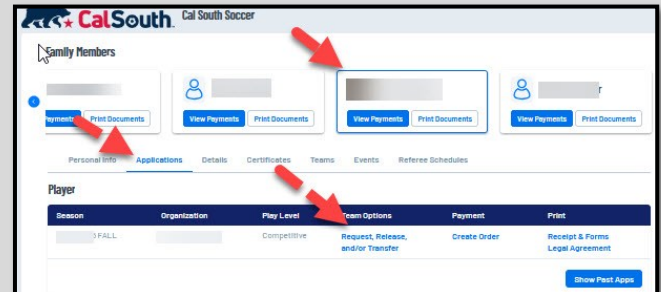 CalSouth. Cal South Soccer
Family Members
Payments Print Documents
View Payments Print Documents
View Payments Print Documents
View Payments Print Documents
Personal Info Applications Details Certificates Teams Events Referee Schedules
Player
Season Organization Play Level Team Options Payment Print
FALL Competitive Request, Release, Create Order Receipt & Forms
and/or Transfer Legal Agreement
Show Past Apps